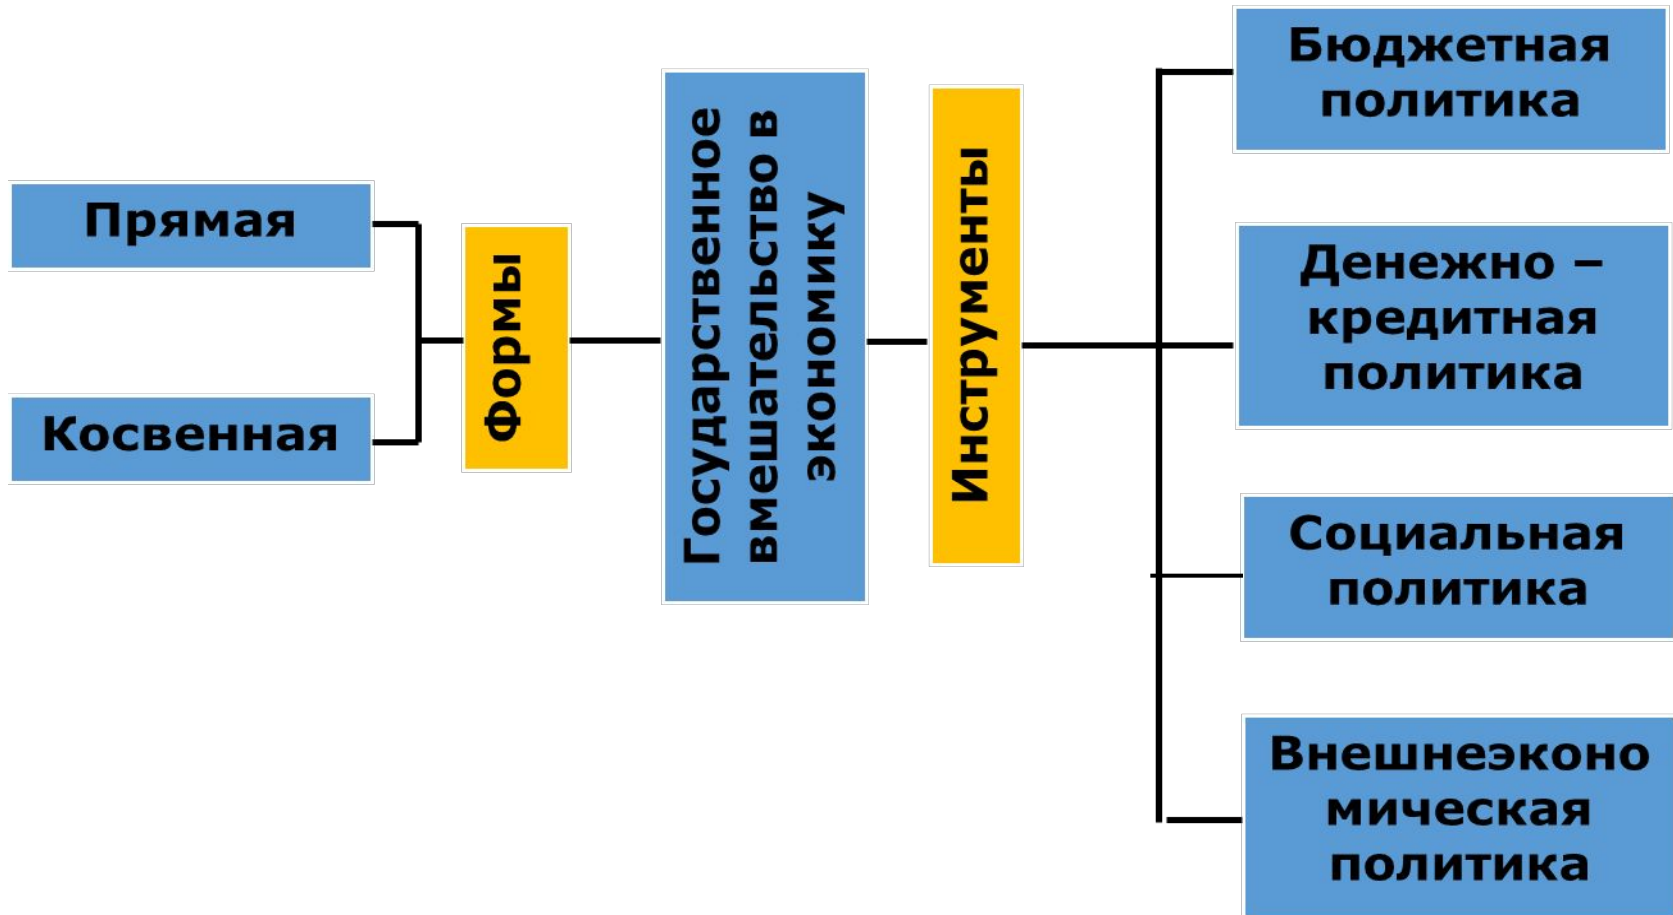 Прямая
Косвенная
Формы
Государственное
вмешательство в
экономику
Инструменты
Бюджетная
политика
Денежно –
кредитная
политика
Социальная
политика
Внешнеэконо
мическая
политика